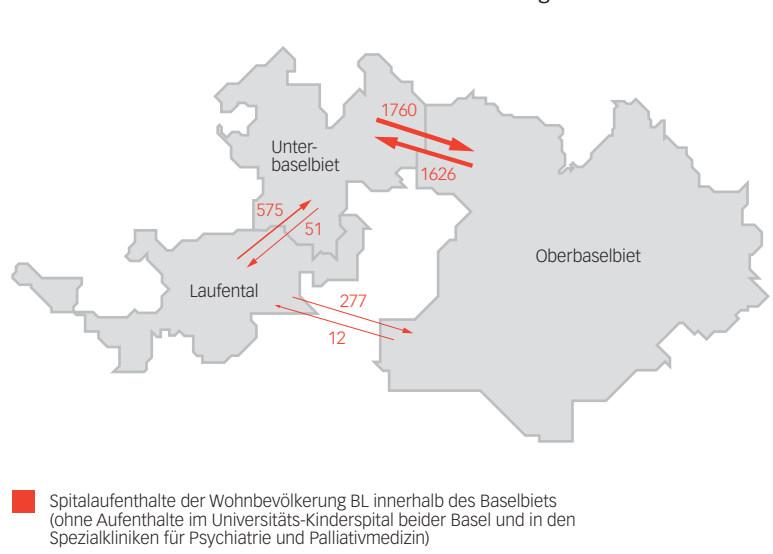 1760
Unter-
baselbiet
1626
575
51
Oberbaselbiet
Laufental
277
12
Spitalaufenthalte der Wohnbevölkerung BL innerhalb des Baselbiets
(ohne Aufenthalte im Universitäts-Kinderspital beider Basel und in den
Spezialkliniken für Psychiatrie und Palliativmedizin)